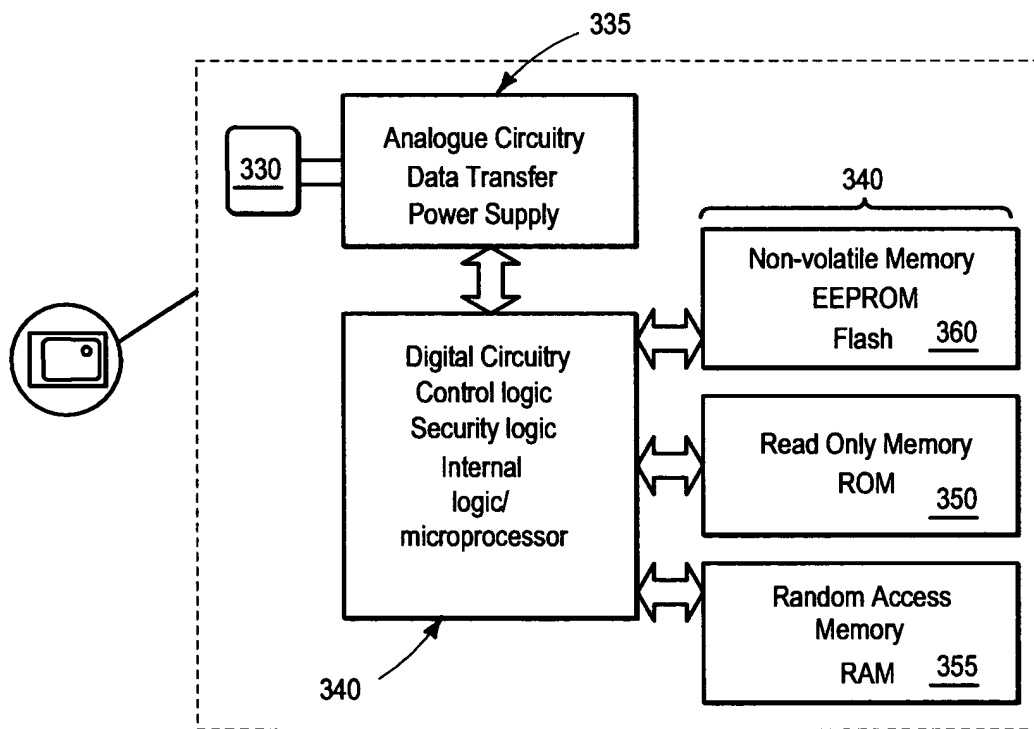 335
330
Analogue Circuitry
Data Transfer
Power Supply
340
Non-volatile Memory
EEPROM
Flash 360
Digital Circuitry
Control logic
Security logic
Internal
logic/
microprocessor
Read Only Memory
ROM 350
Random Access
Memory
RAM 355
340